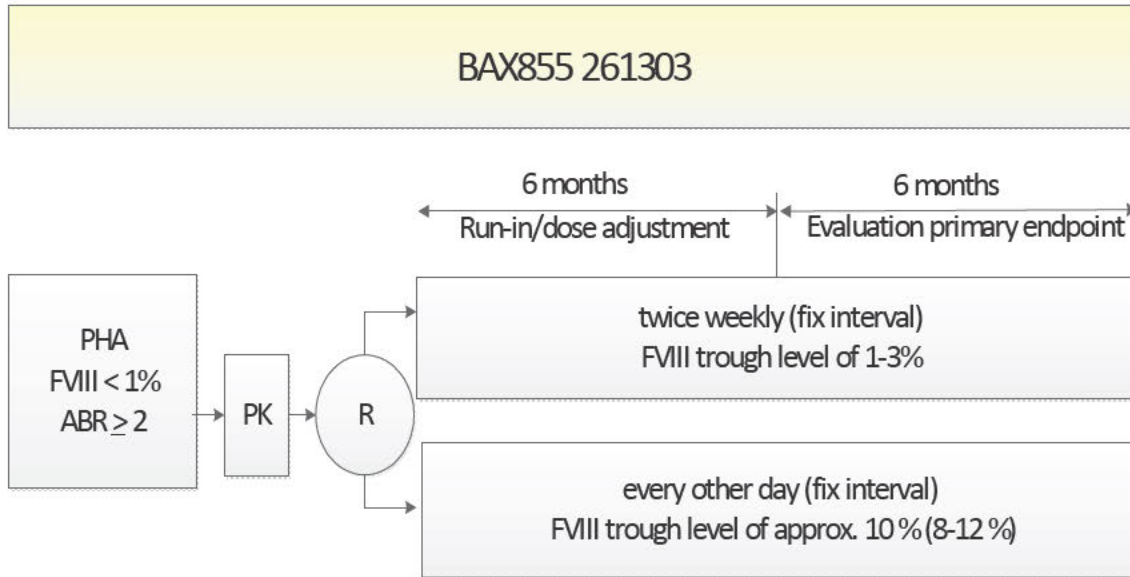 BAX855 261303
6 months
6 months
Run-in/dose adjustment
Evaluation primary endpoint
PHA
FVIII < 1%
ABR ≥ 2
PK
R
twice weekly (fix interval)
FVIII trough level of 1-3%
every other day (fix interval)
FVIII trough level of approx. 10 % (8-12 %)